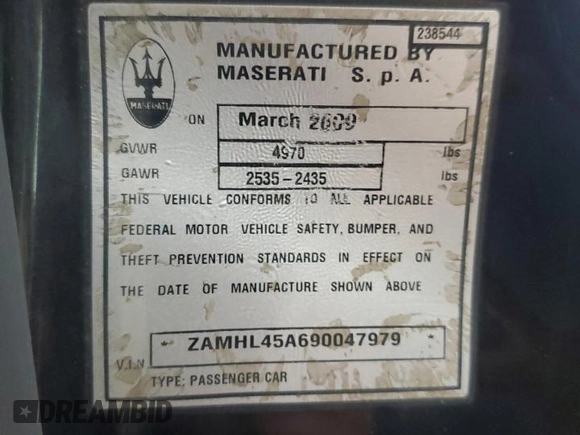 238544
MANUFACTURED BY
MASERATI S. p A.
MASERATI
ON March 2009
GVWR 4970 lbs
GAWR 2535-2435 lbs
THIS VEHICLE CONFORMS TO ALL APPLICABLE
FEDERAL MOTOR VEHICLE SAFETY, BUMPER, AND
THEFT PREVENTION STANDARDS IN EFFECT ON
THE DATE OF MANUFACTURE SHOWN ABOVE
* ZAMHL45A690047979 *
V.I.N
TYPE: PASSENGER CAR
DREAMBID